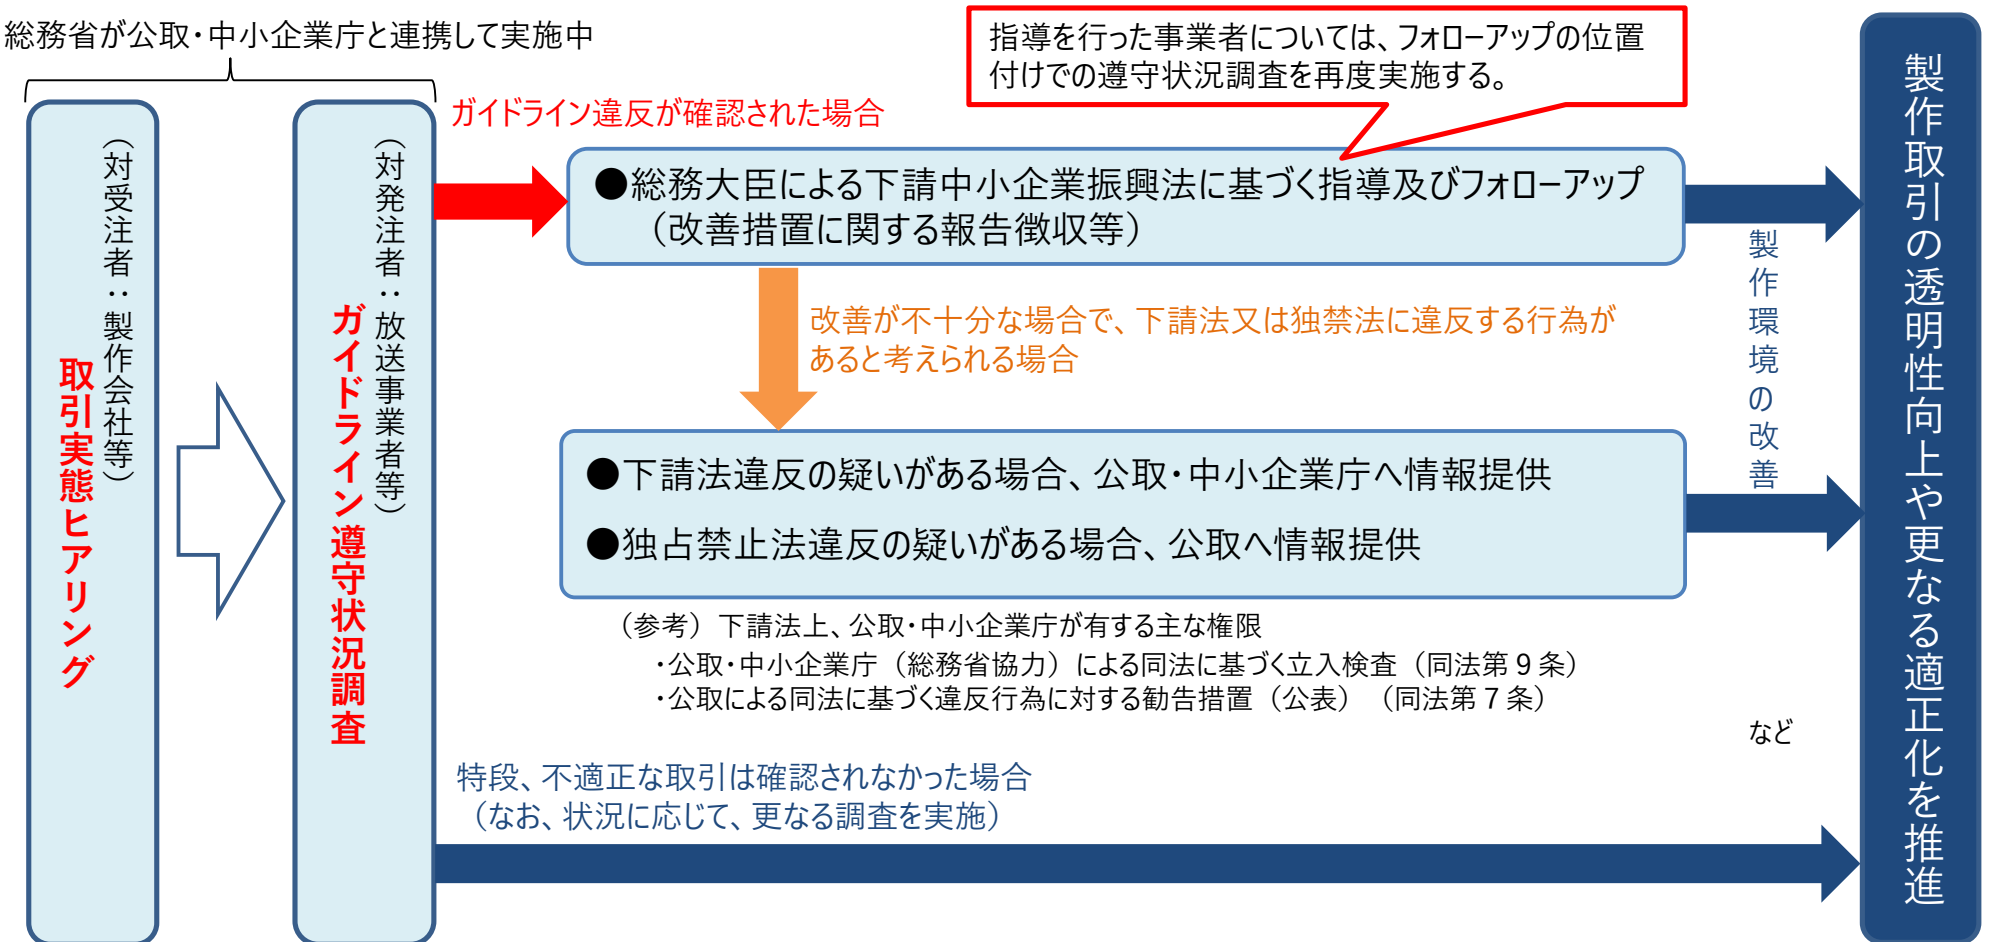 総務省が公取・中小企業庁と連携して実施中
（対受注者：製作会社等）
取引実態ヒアリング
（対発注者：放送事業者等）
ガイドライン遵守状況調査
ガイドライン違反が確認された場合
指導を行った事業者については、フォローアップの位置
付けでの遵守状況調査を再度実施する。
●総務大臣による下請中小企業振興法に基づく指導及びフォローアップ
（改善措置に関する報告徴収等）
改善が不十分な場合で、下請法又は独禁法に違反する行為が
あると考えられる場合
●下請法違反の疑いがある場合、公取・中小企業庁へ情報提供
●独占禁止法違反の疑いがある場合、公取へ情報提供
（参考）下請法上、公取・中小企業庁が有する主な権限
・公取・中小企業庁（総務省協力）による同法に基づく立入検査（同法第９条）
・公取による同法に基づく違反行為に対する勧告措置（公表）（同法第７条）
など
製作環境の改善
特段、不適正な取引は確認されなかった場合
（なお、状況に応じて、更なる調査を実施）
製作取引の透明性向上や更なる適正化を推進